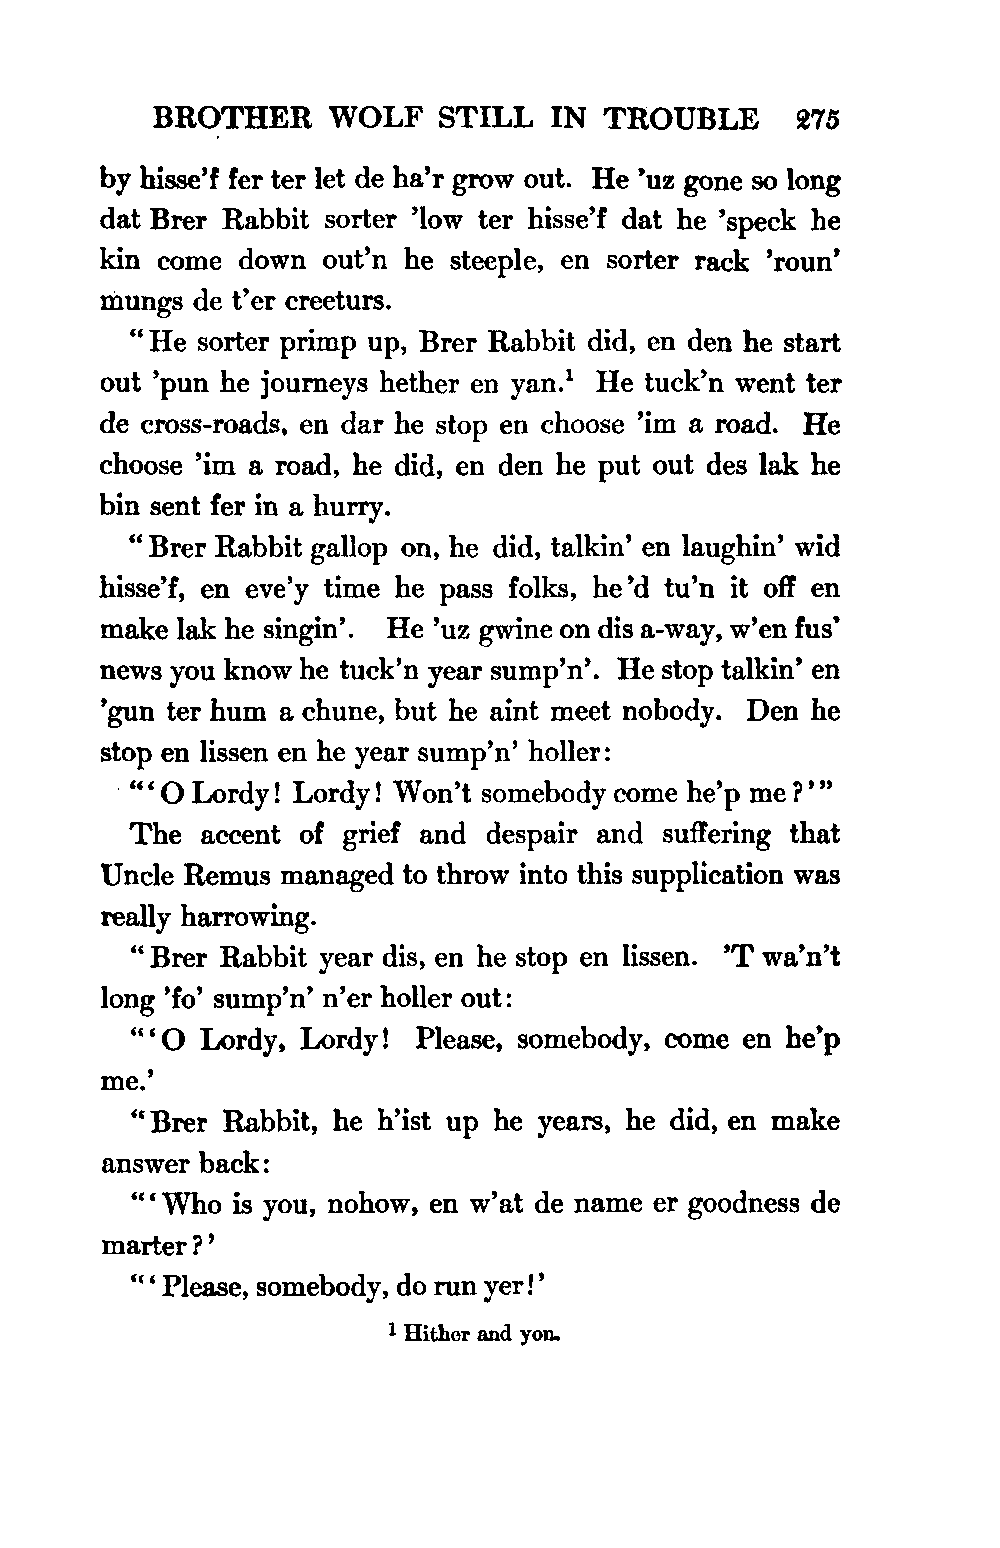 BROTHER WOLF STILL IN TROUBLE 275
by hisse'f fer ter let de ha'r grow out. He 'uz gone so long
dat Brer Rabbit sorter 'low ter hisse'f dat he 'speck he
kin come down out'n he steeple, en sorter rack 'roun'
mungs de t'er creeturs.
"He sorter primp up, Brer Rabbit did, en den he start
out 'pun he journeys hether en yan.¹ He tuck'n went ter
de cross-roads, en dar he stop en choose 'im a road. He
choose 'im a road, he did, en den he put out des lak he
bin sent fer in a hurry.
"Brer Rabbit gallop on, he did, talkin' en laughin' wid
hisse'f, en eve'y time he pass folks, he'd tu'n it off en
make lak he singin'. He 'uz gwine on dis a-way, w'en fus'
news you know he tuck'n year sump'n'. He stop talkin' en
'gun ter hum a chune, but he aint meet nobody. Den he
stop en lissen en he year sump'n' holler:
"'O Lordy! Lordy! Won't somebody come he'p me?'"
The accent of grief and despair and suffering that
Uncle Remus managed to throw into this supplication was
really harrowing.
"Brer Rabbit year dis, en he stop en lissen. 'T wa'n't
long 'fo' sump'n' n'er holler out:
"'O Lordy, Lordy! Please, somebody, come en he'p
me.'
"Brer Rabbit, he h'ist up he years, he did, en make
answer back:
"'Who is you, nohow, en w'at de name er goodness de
marter?'
"'Please, somebody, do run yer!'
¹ Hither and yon.